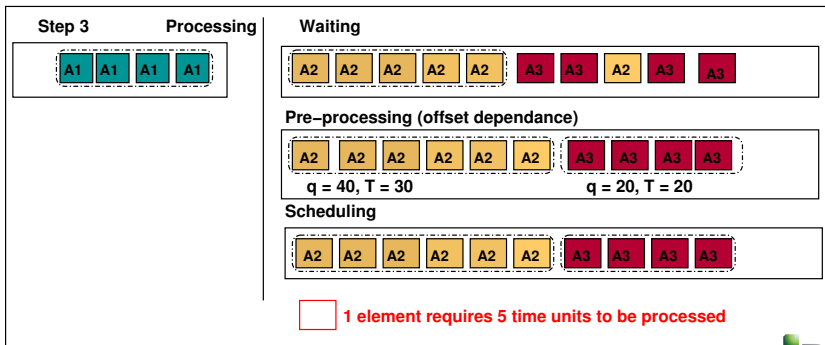 Step 3 Processing
A1 A1 A1 A1
Waiting
A2 A2 A2 A2 A2 A3 A3 A2 A3 A3
Pre-processing (offset dependance)
A2 A2 A2 A2 A2 A2 A3 A3 A3 A3
q = 40, T = 30 q = 20, T = 20
Scheduling
A2 A2 A2 A2 A2 A2 A3 A3 A3 A3
1 element requires 5 time units to be processed